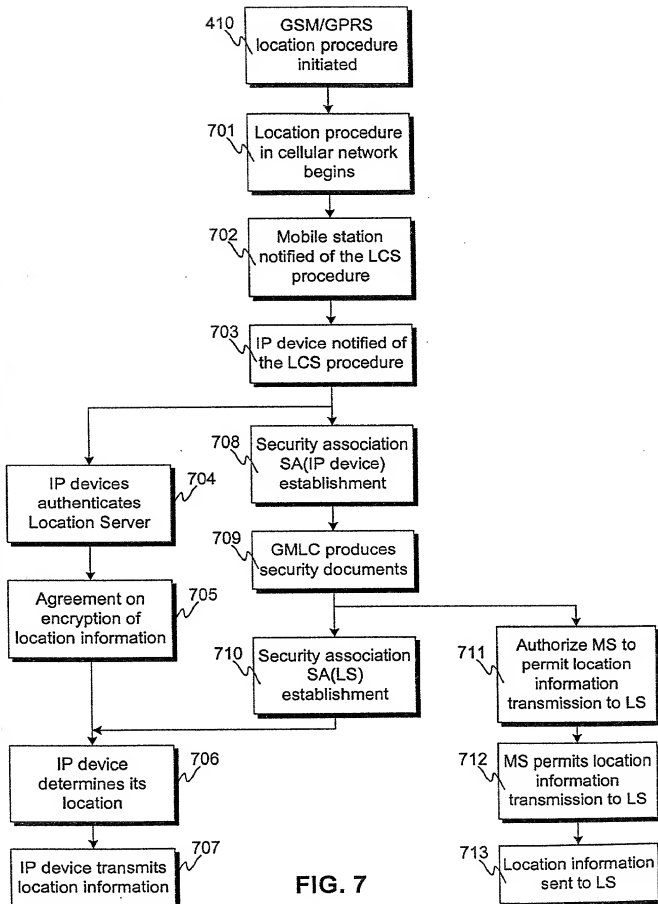 410
GSM/GPRS
location procedure
initiated
701
Location procedure
in cellular network
begins
702
Mobile station
notified of the LCS
procedure
703
IP device notified of
the LCS procedure
704
IP devices
authenticates
Location Server
708
Security association
SA(IP device)
establishment
709
GMLC produces
security documents
705
Agreement on
encryption of
location information
710
Security association
SA(LS)
establishment
711
Authorize MS to
permit location
information
transmission to LS
706
IP device
determines its
location
712
MS permits location
information
transmission to LS
707
IP device transmits
location information
713
Location information
sent to LS
FIG. 7